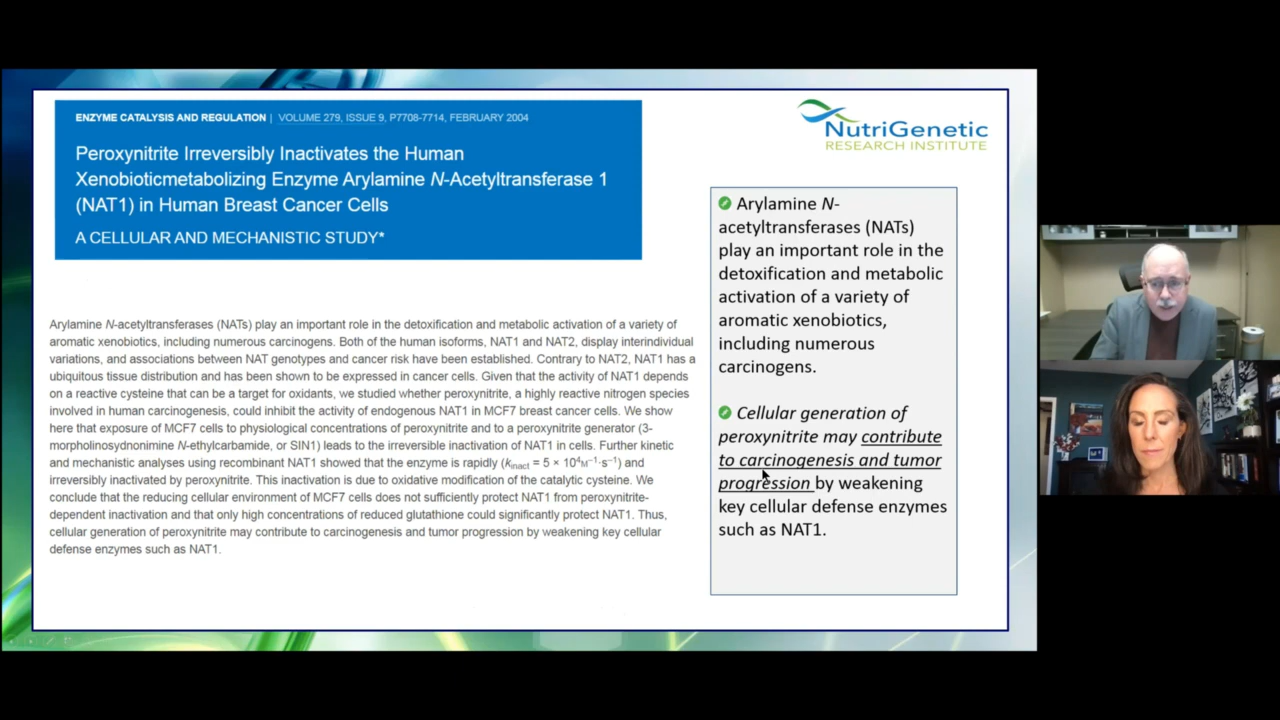 ENZYME CATALYSIS AND REGULATION | VOLUME 279, ISSUE 9, P7708-7714, FEBRUARY 2004
Peroxynitrite Irreversibly Inactivates the Human
Xenobioticmetabolizing Enzyme Arylamine N-Acetyltransferase 1
(NAT1) in Human Breast Cancer Cells
A CELLULAR AND MECHANISTIC STUDY*
Arylamine N-acetyltransferases (NATs) play an important role in the detoxification and metabolic activation of a variety of
aromatic xenobiotics, including numerous carcinogens. Both of the human isoforms, NAT1 and NAT2, display interindividual
variations, and associations between NAT genotypes and cancer risk have been established. Contrary to NAT2, NAT1 has a
ubiquitous tissue distribution and has been shown to be expressed in cancer cells. Given that the activity of NAT1 depends
on a reactive cysteine that can be a target for oxidants, we studied whether peroxynitrite, a highly reactive nitrogen species
involved in human carcinogenesis, could inhibit the activity of endogenous NAT1 in MCF7 breast cancer cells. We show
here that exposure of MCF7 cells to physiological concentrations of peroxynitrite and to a peroxynitrite generator (3-
morpholinosydnonimine N-ethylcarbamide, or SIN1) leads to the irreversible inactivation of NAT1 in cells. Further kinetic
and mechanistic analyses using recombinant NAT1 showed that the enzyme is rapidly (kinact = 5 × 10⁴M⁻¹·s⁻¹) and
irreversibly inactivated by peroxynitrite. This inactivation is due to oxidative modification of the catalytic cysteine. We
conclude that the reducing cellular environment of MCF7 cells does not sufficiently protect NAT1 from peroxynitrite-
dependent inactivation and that only high concentrations of reduced glutathione could significantly protect NAT1. Thus,
cellular generation of peroxynitrite may contribute to carcinogenesis and tumor progression by weakening key cellular
defense enzymes such as NAT1.
NutriGenetic
RESEARCH INSTITUTE
Arylamine N-
acetyltransferases (NATs)
play an important role in the
detoxification and metabolic
activation of a variety of
aromatic xenobiotics,
including numerous
carcinogens.
Cellular generation of
peroxynitrite may contribute
to carcinogenesis and tumor
progression by weakening
key cellular defense enzymes
such as NAT1.